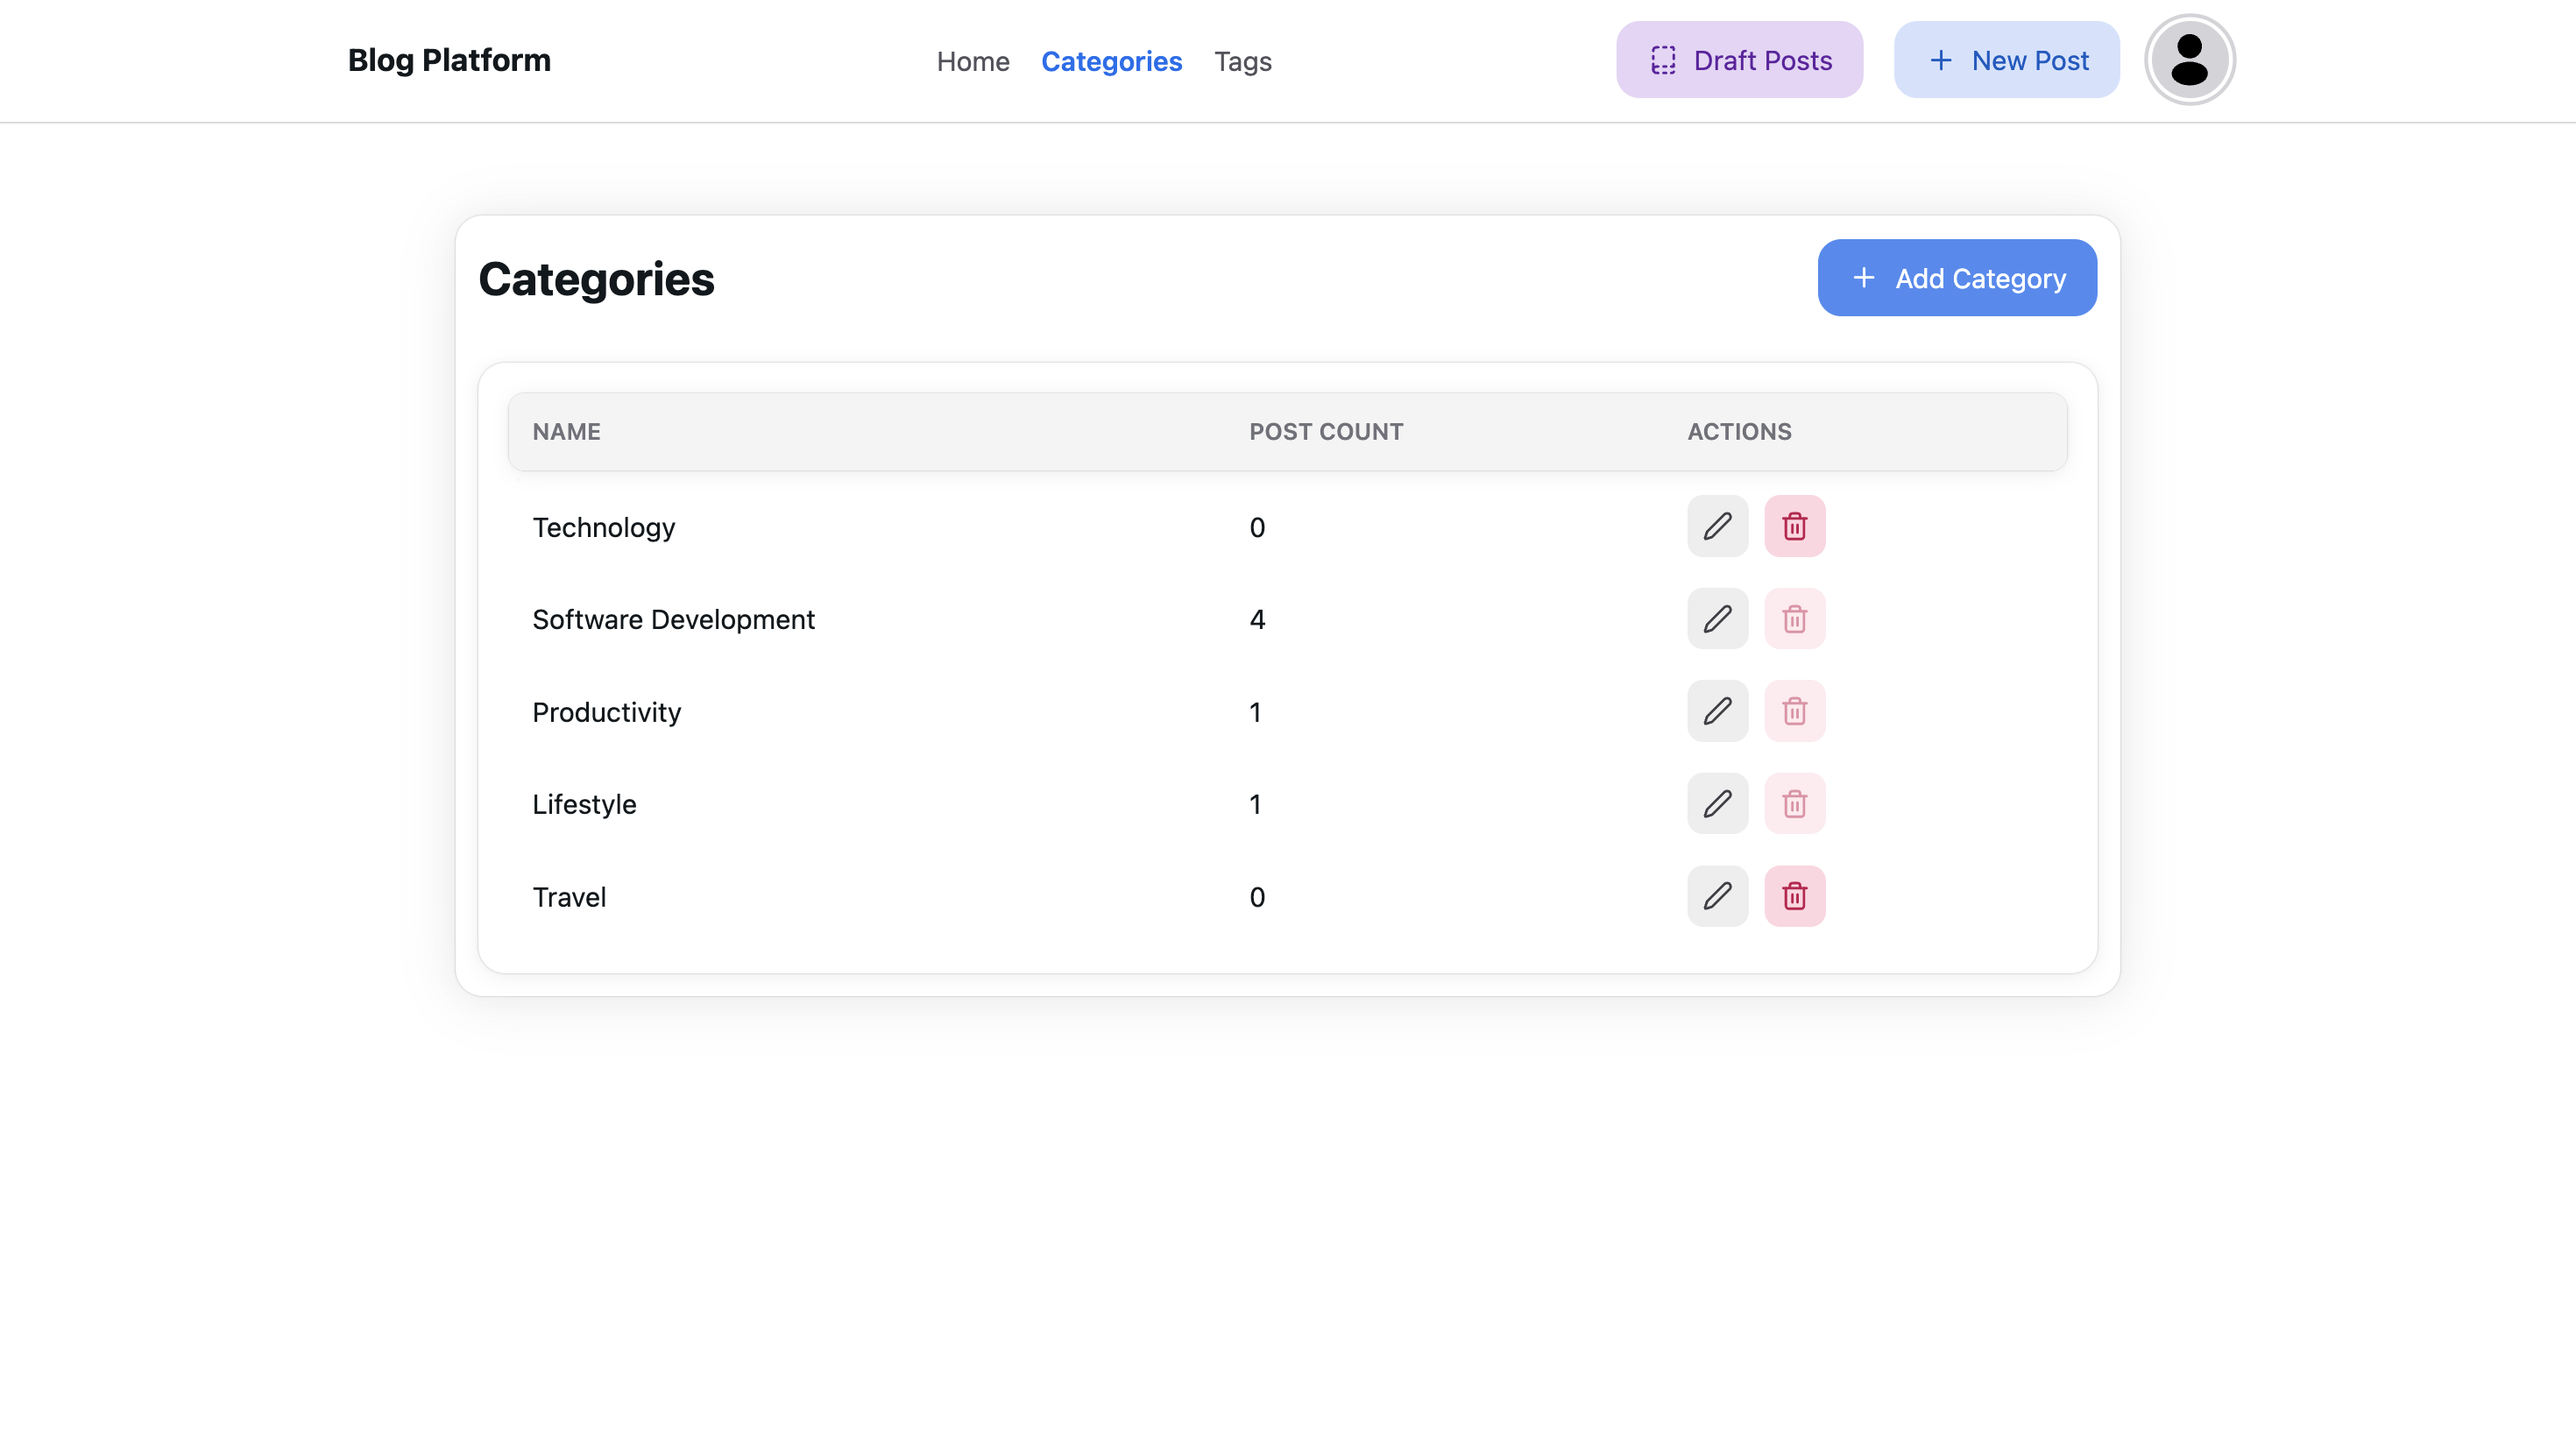 Blog Platform
Home Categories Tags
Draft Posts
New Post
Categories
Add Category
NAME POST COUNT ACTIONS
Technology 0
Software Development 4
Productivity 1
Lifestyle 1
Travel 0